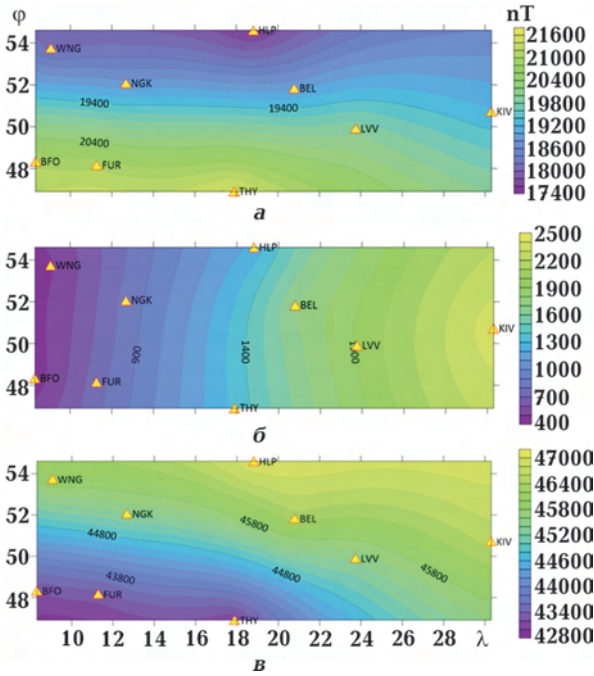 φ nT
54 HLP 21600
WNG 21000
52 NGK BEL 20400
19400 19400 19800
50 LVV KIV 19200
20400 18600
BFO FUR 18000
48 THY 17400
а
54 HLP 2500
WNG 2200
52 NGK BEL 1900
1600
50 900 1400 LVV KIV 1300
1000
48 BFO FUR 700
THY 400
б
54 HLP 47000
WNG 46400
52 NGK 45800 BEL 45800
45200
50 44800 LVV KIV 44600
43800 44800 45800 44000
48 BFO FUR 43400
THY 42800
10 12 14 16 18 20 22 24 26 28 λ
в